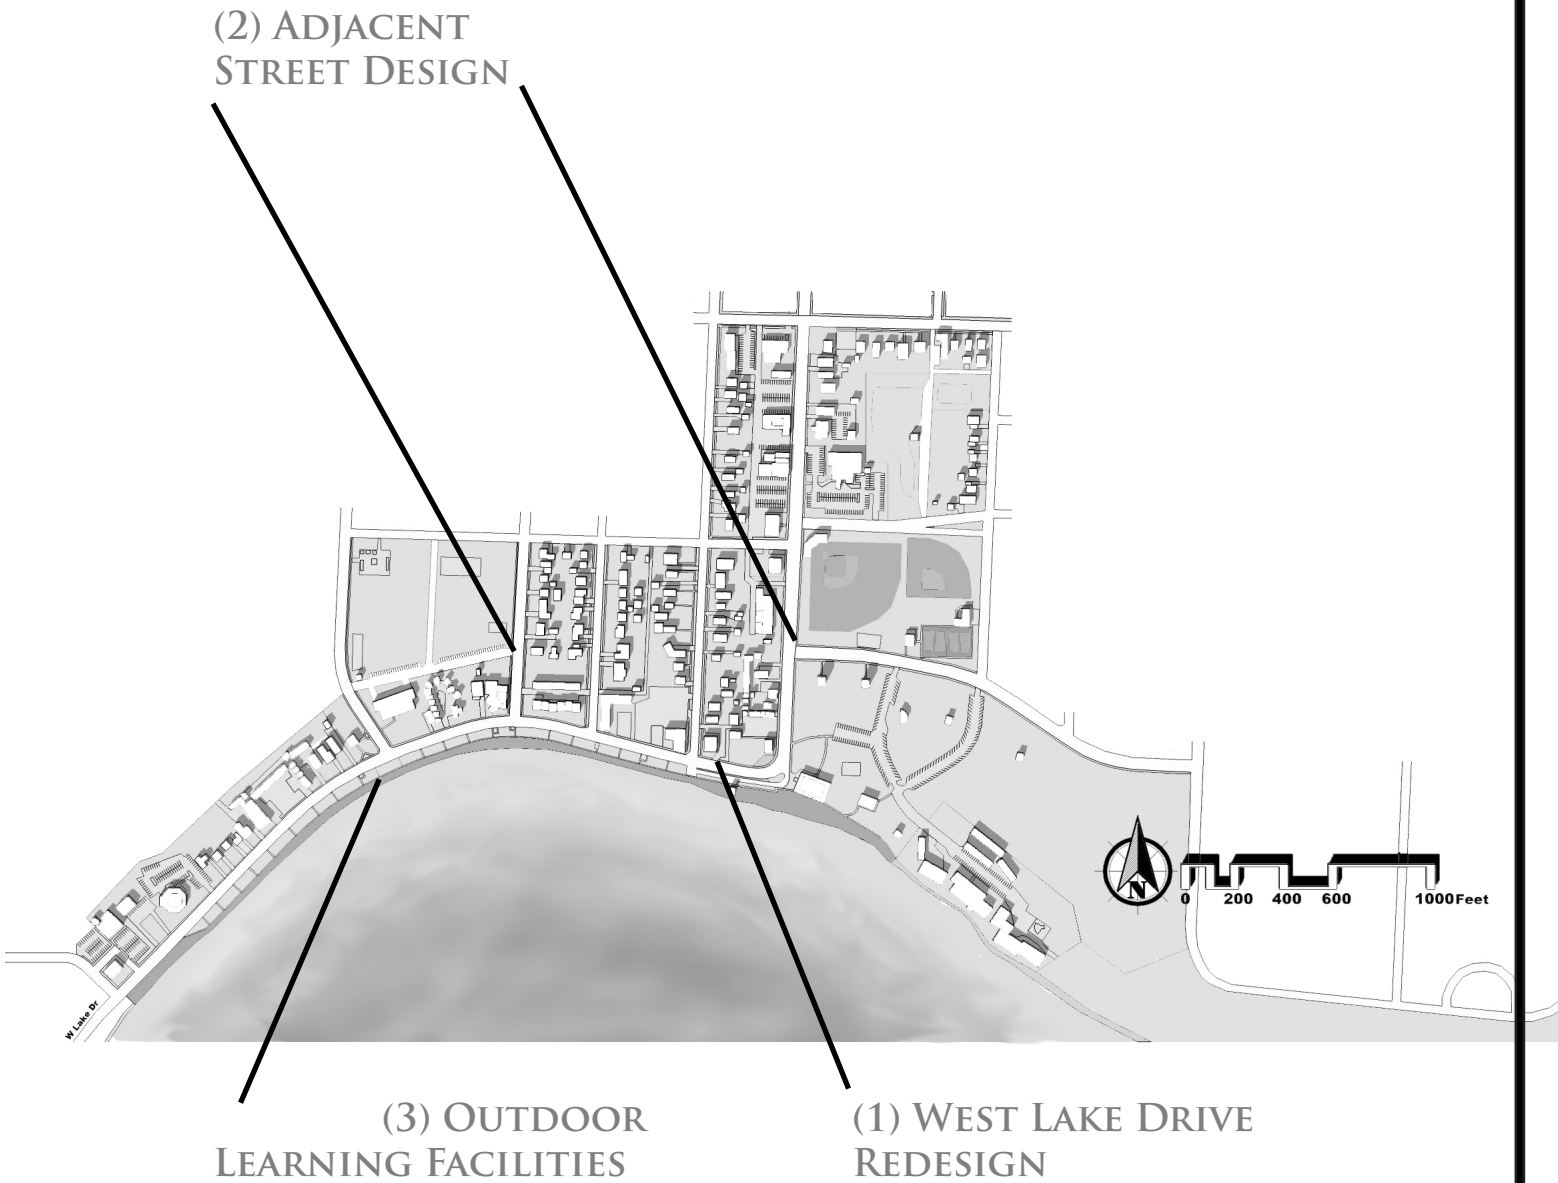 (2) Adjacent
Street Design
N
0 200 400 600 1000Feet
W Lake Dr
(3) Outdoor
Learning Facilities
(1) West Lake Drive
Redesign